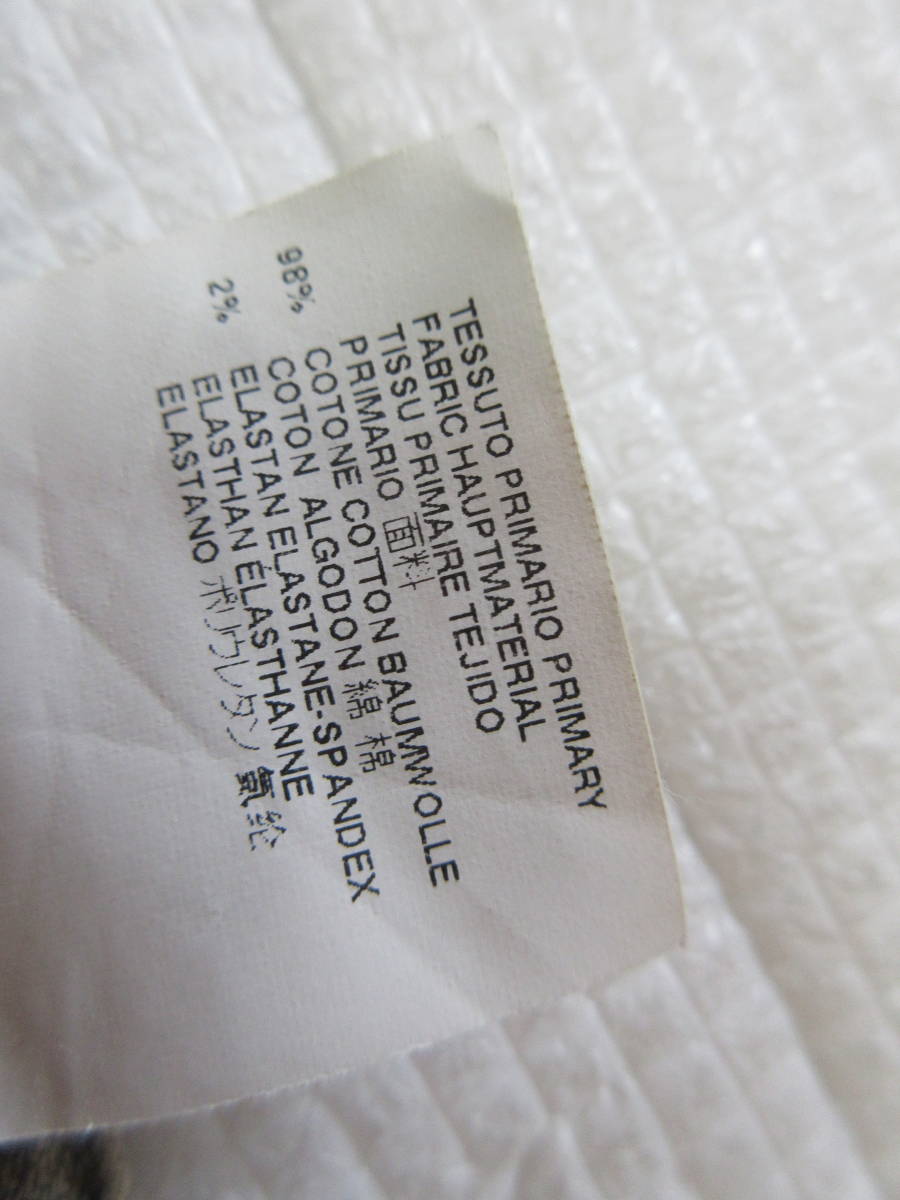 TESSUTO PRIMARIO PRIMARY
FABRIC HAUPTMATERIAL
TISSU PRIMAIRE TEJIDO
PRIMARIO 面料
98% COTONE COTTON BAUMWOLLE
COTON ALGODON 綿 棉
2% ELASTAN ELASTANE-SPANDEX
ELASTHAN ELASTHANNE
ELASTANO ポリウレタン 氨纶